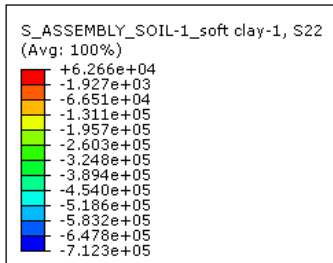 S_ASSEMBLY_SOIL-1_soft clay-1, S22
(Avg: 100%)
+6.266e+04
-1.927e+03
-6.651e+04
-1.311e+05
-1.957e+05
-2.603e+05
-3.248e+05
-3.894e+05
-4.540e+05
-5.186e+05
-5.832e+05
-6.478e+05
-7.123e+05